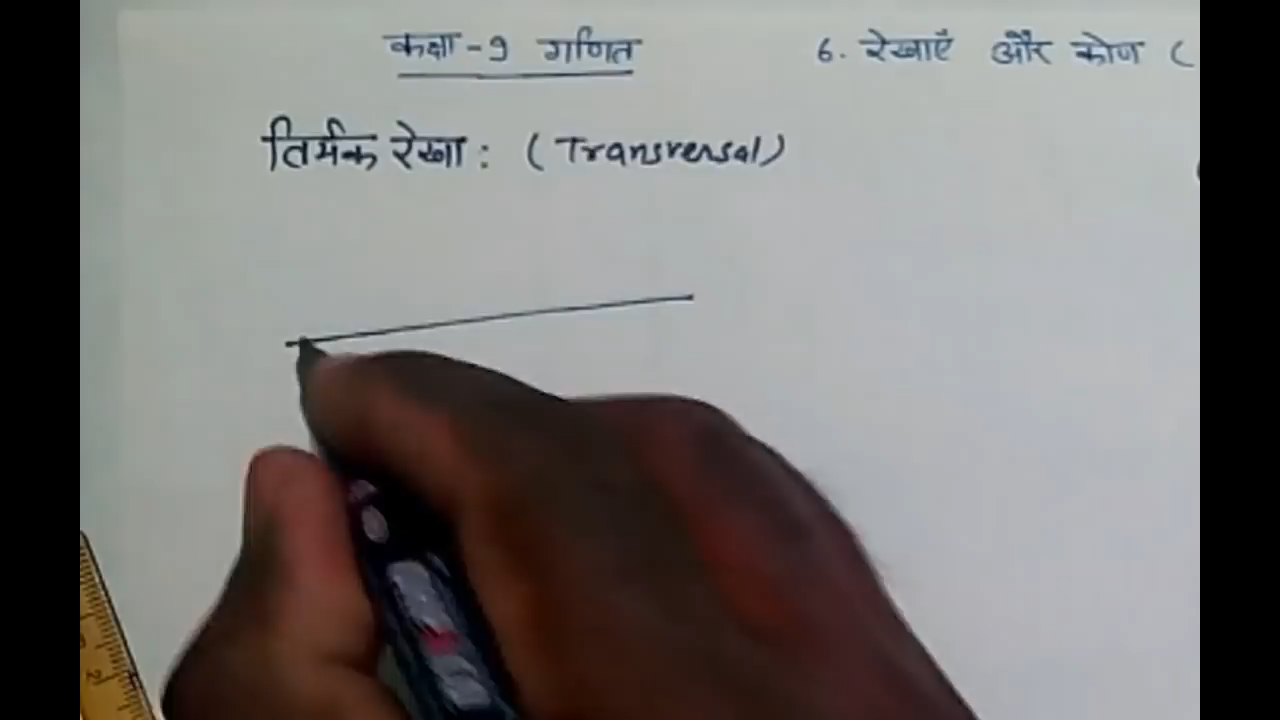 कक्षा - 9 गणित 6. रेखाएँ और कोण (
तिर्यक रेखा : (Transversal)